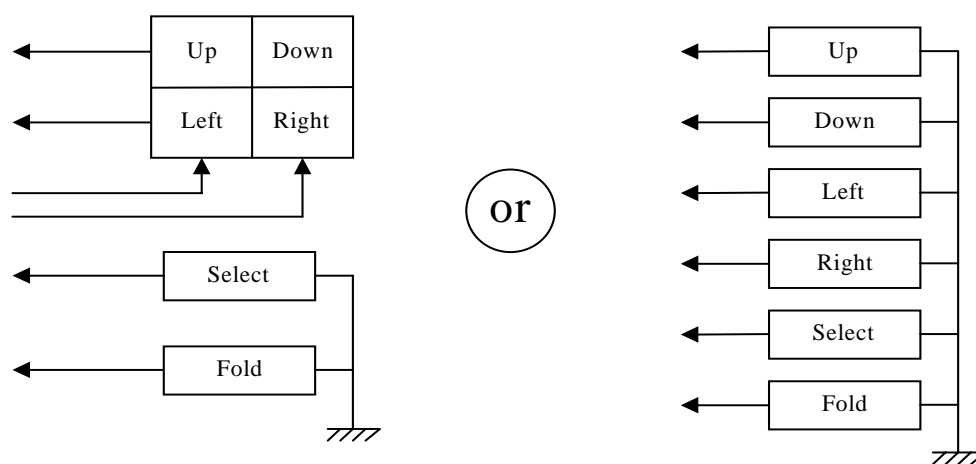 Up Down
Left Right
Select
Fold
or
Up
Down
Left
Right
Select
Fold